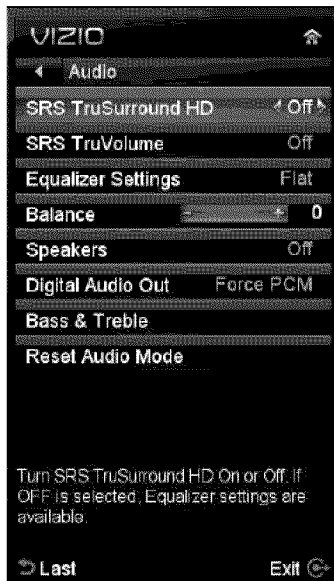 VIZIO
Audio
SRS TruSurround HD Off
SRS TruVolume Off
Equalizer Settings Flat
Balance - + 0
Speakers Off
Digital Audio Out Force PCM
Bass & Treble
Reset Audio Mode
Turn SRS TruSurround HD On or Off. If
OFF is selected, Equalizer settings are
available.
Last Exit